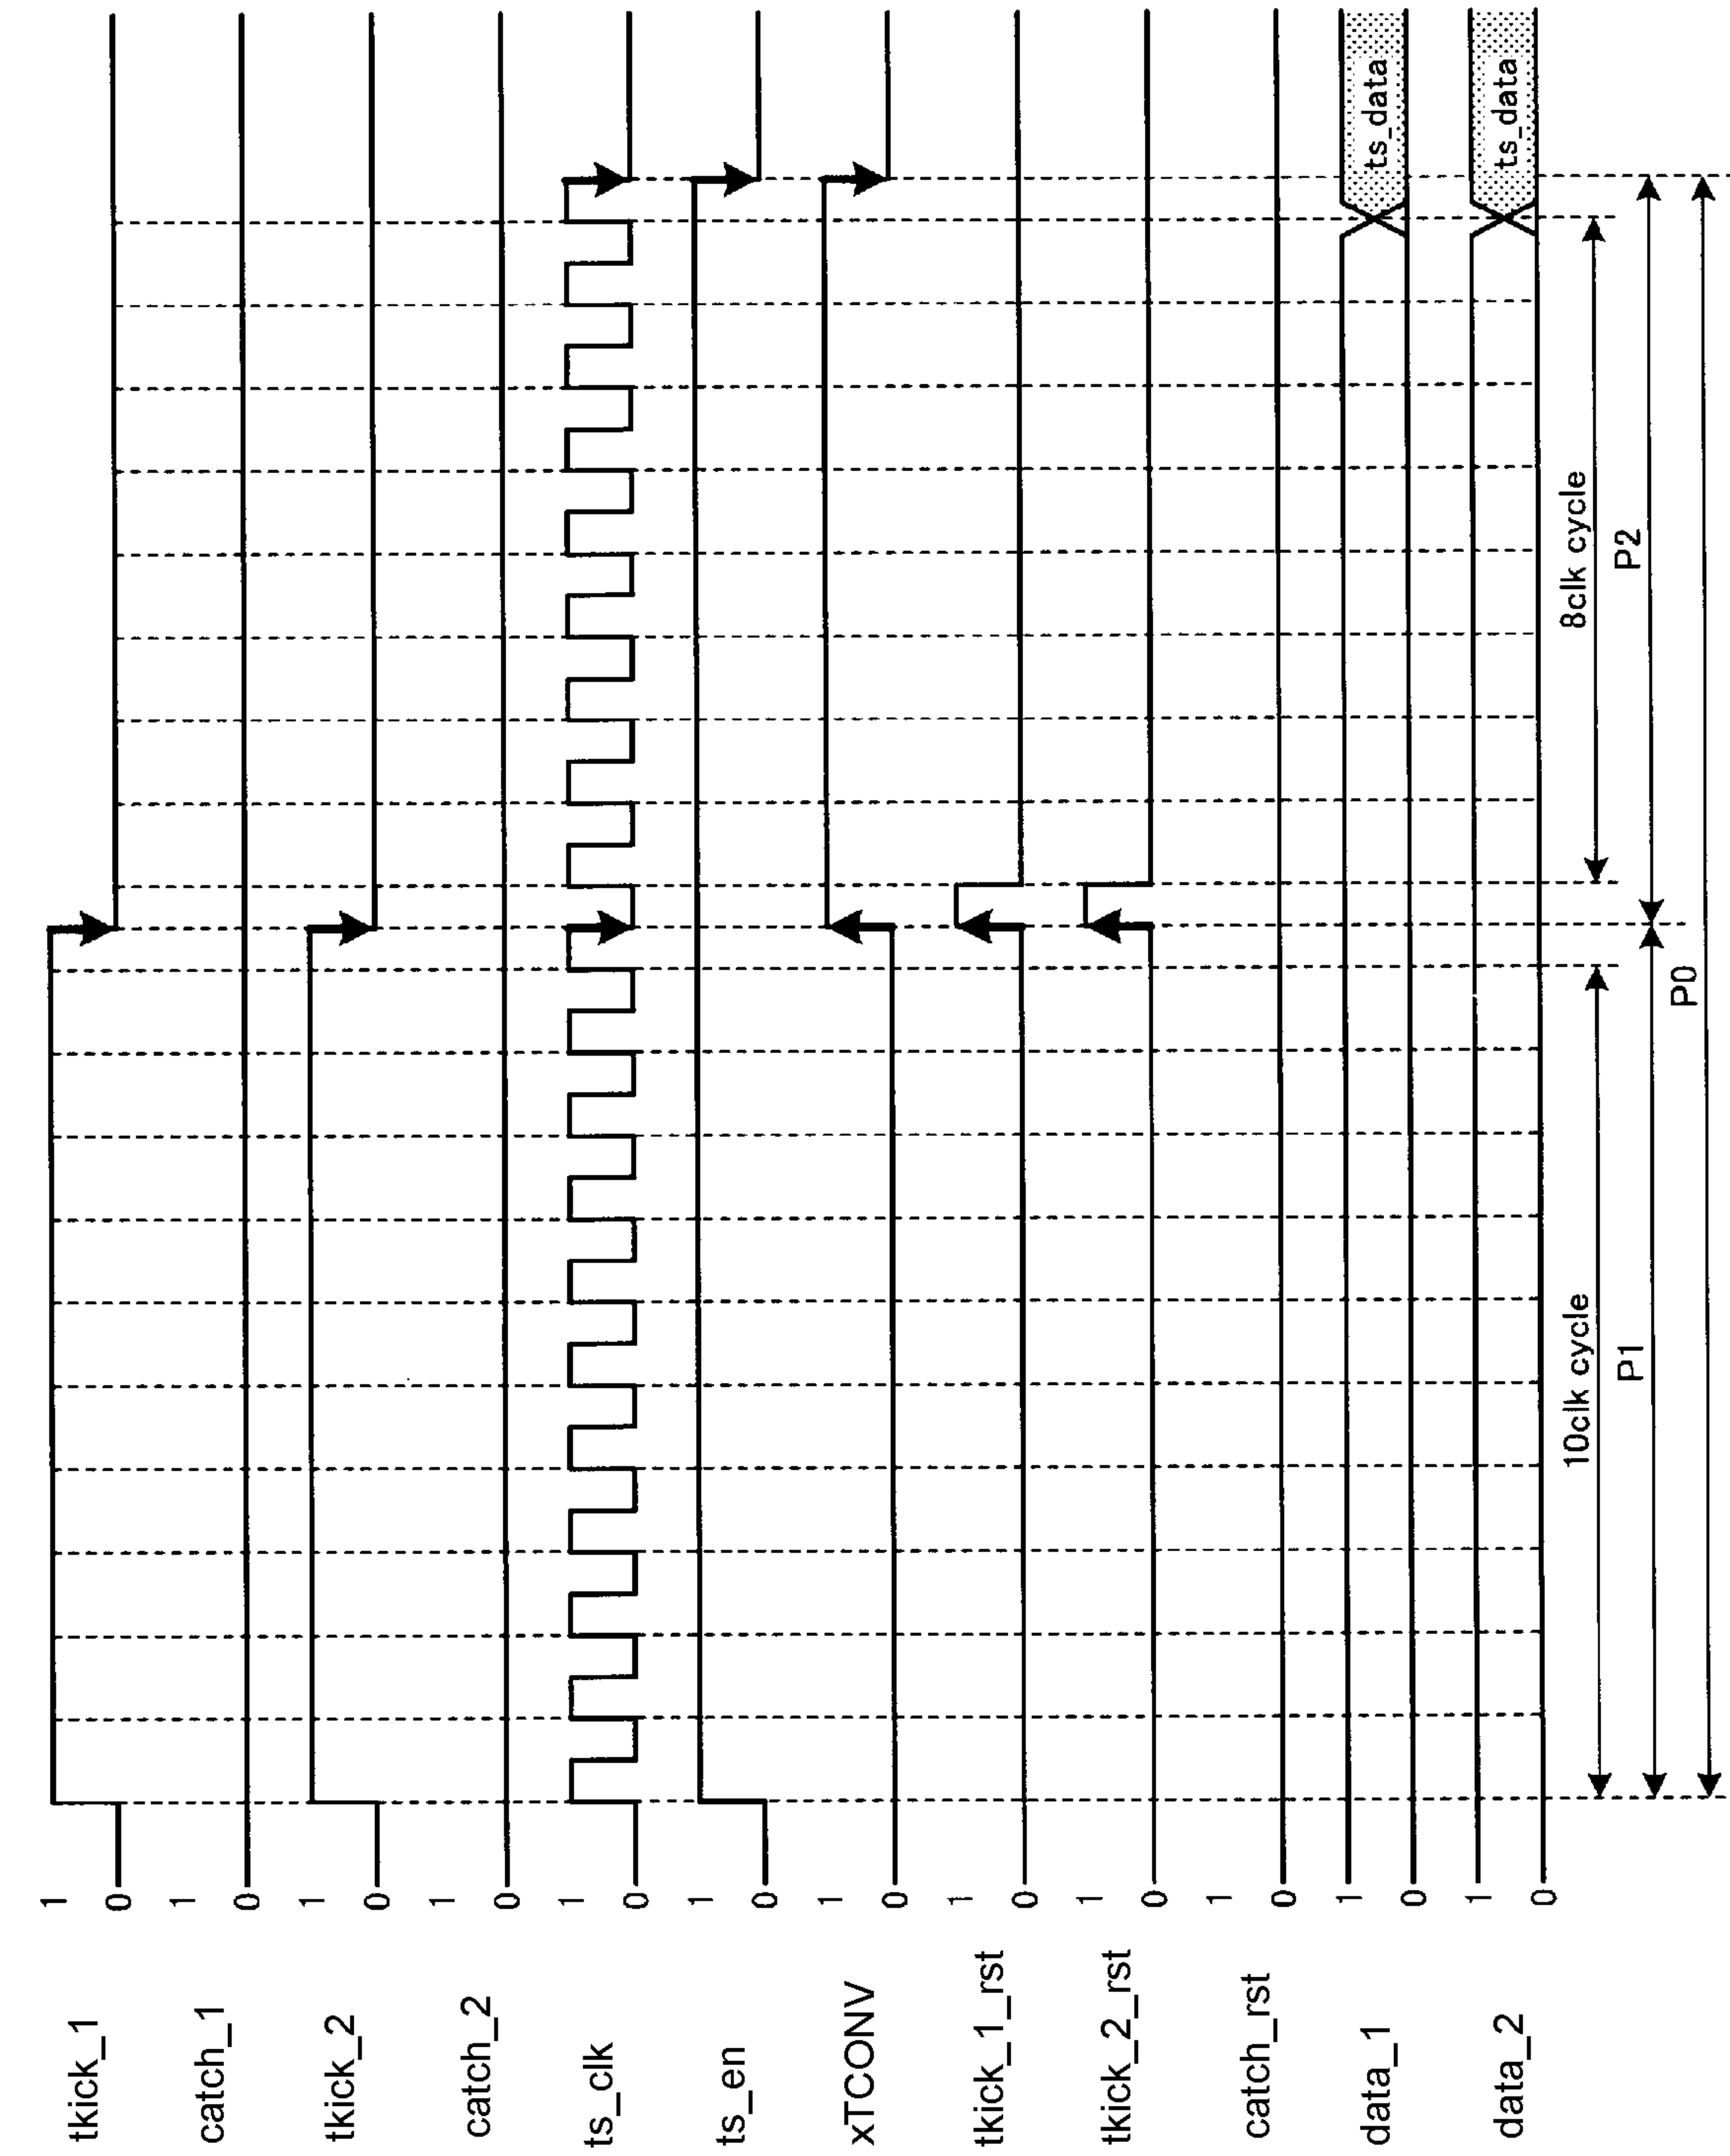 tkick_1
1
0
catch_1
1
0
tkick_2
1
0
catch_2
1
0
ts_clk
1
0
ts_en
1
0
xTCONV
1
0
tkick_1_rst
1
0
tkick_2_rst
1
0
catch_rst
1
0
data_1
1
0
ts_data
data_2
1
0
ts_data
10clk cycle
8clk cycle
P1
P2
P0